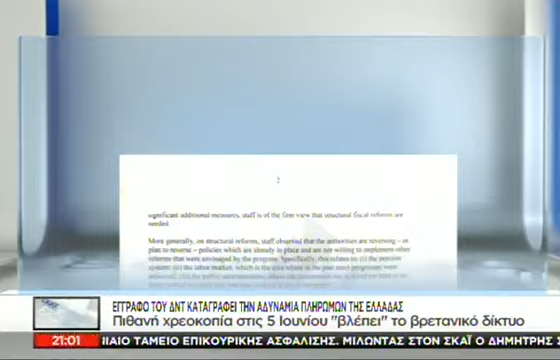 2
significant additional measures, staff is of the firm view that structural fiscal reforms are
needed.
More generally, on structural reforms, staff observed that the authorities are reversing – or
plan to reverse – policies which are already in place and are not willing to implement other
reforms that were envisaged by the program. Specifically, this relates to: (i) the pension
system; (ii) the labor market, which is the area where in the past most progress was
ΕΓΓΡΑΦΟ ΤΟΥ ΔΝΤ ΚΑΤΑΓΡΑΦΕΙ ΤΗΝ ΑΔΥΝΑΜΙΑ ΠΛΗΡΩΜΩΝ ΤΗΣ ΕΛΛΑΔΑΣ
Πιθανή χρεοκοπία στις 5 Ιουνίου "βλέπει" το βρετανικό δίκτυο
21:01 ΙΑΙΟ ΤΑΜΕΙΟ ΕΠΙΚΟΥΡΙΚΗΣ ΑΣΦΑΛΙΣΗΣ. ΜΙΛΩΝΤΑΣ ΣΤΟΝ ΣΚΑΪ Ο ΔΗΜΗΤΡΗΣ Σ